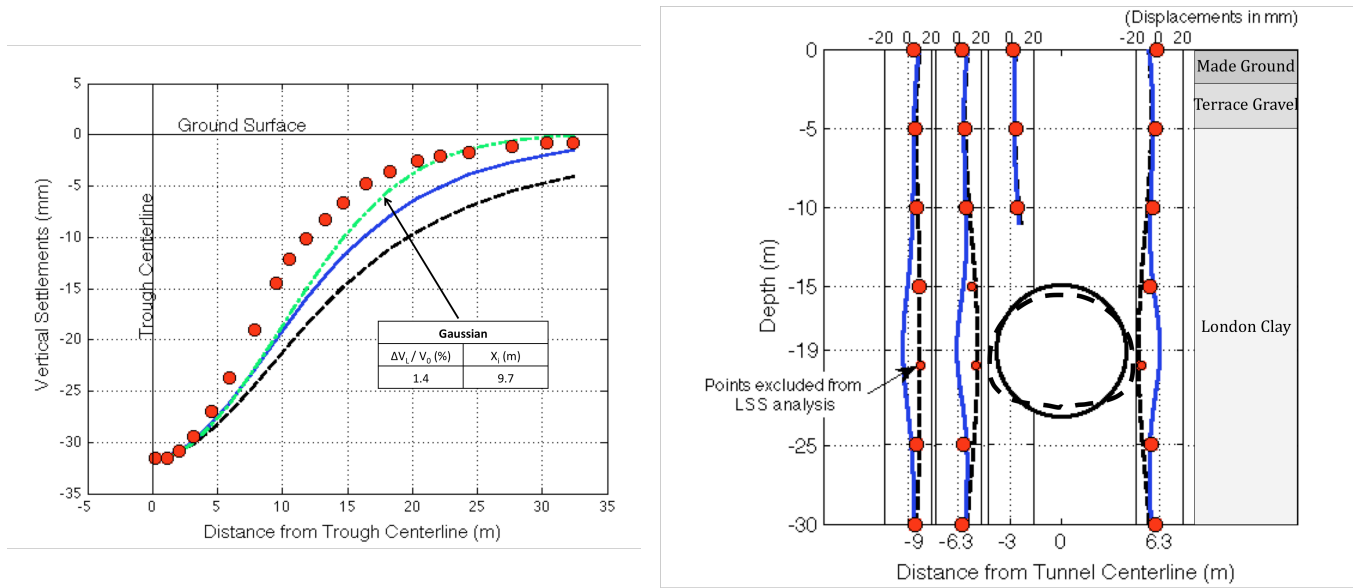 0
-5
-10
-15
-20
-25
-30
-35
-5
0
5
10
15
20
25
30
35
Vertical Settlements (mm)
Distance from Trough Centerline (m)
Ground Surface
Trough Centerline
Gaussian
ΔV_L / V_0 (%) X_i (m)
1.4 9.7
(Displacements in mm)
-20 0 20 0 20 0 20 -20 0 20
0
-5
-10
-15
-19
-25
-30
Depth (m)
Made Ground
Terrace Gravel
London Clay
Points excluded from
LSS analysis
-9 -6.3 -3 0 6.3
Distance from Tunnel Centerline (m)